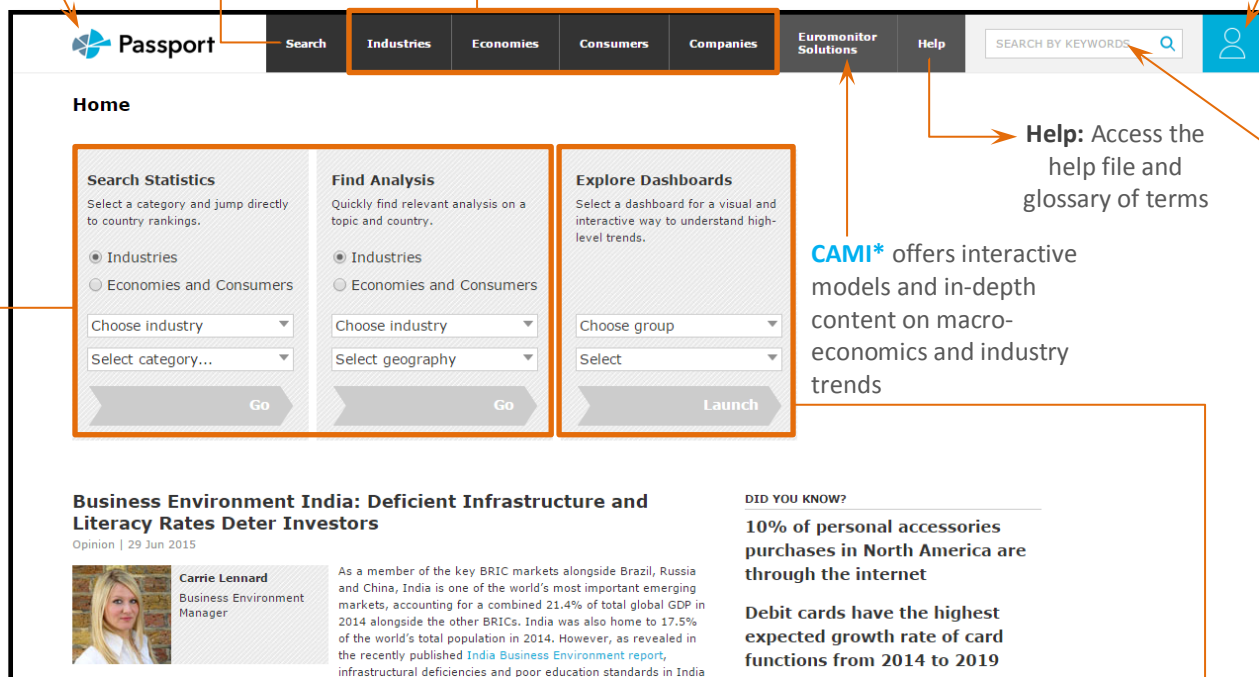 Passport
Search
Industries
Economies
Consumers
Companies
Euromonitor
Solutions
Help
SEARCH BY KEYWORDS
Home
Search Statistics
Select a category and jump directly
to country rankings.
Industries
Economies and Consumers
Choose industry
Select category...
Go
Find Analysis
Quickly find relevant analysis on a
topic and country.
Industries
Economies and Consumers
Choose industry
Select geography
Go
Explore Dashboards
Select a dashboard for a visual and
interactive way to understand high-
level trends.
Choose group
Select
Launch
Help: Access the
help file and
glossary of terms
CAMI* offers interactive
models and in-depth
content on macro-
economics and industry
trends
Business Environment India: Deficient Infrastructure and
Literacy Rates Deter Investors
Opinion | 29 Jun 2015
Carrie Lennard
Business Environment
Manager
As a member of the key BRIC markets alongside Brazil, Russia
and China, India is one of the world's most important emerging
markets, accounting for a combined 21.4% of total global GDP in
2014 alongside the other BRICs. India was also home to 17.5%
of the world's total population in 2014. However, as revealed in
the recently published India Business Environment report,
infrastructural deficiencies and poor education standards in India
DID YOU KNOW?
10% of personal accessories
purchases in North America are
through the internet
Debit cards have the highest
expected growth rate of card
functions from 2014 to 2019